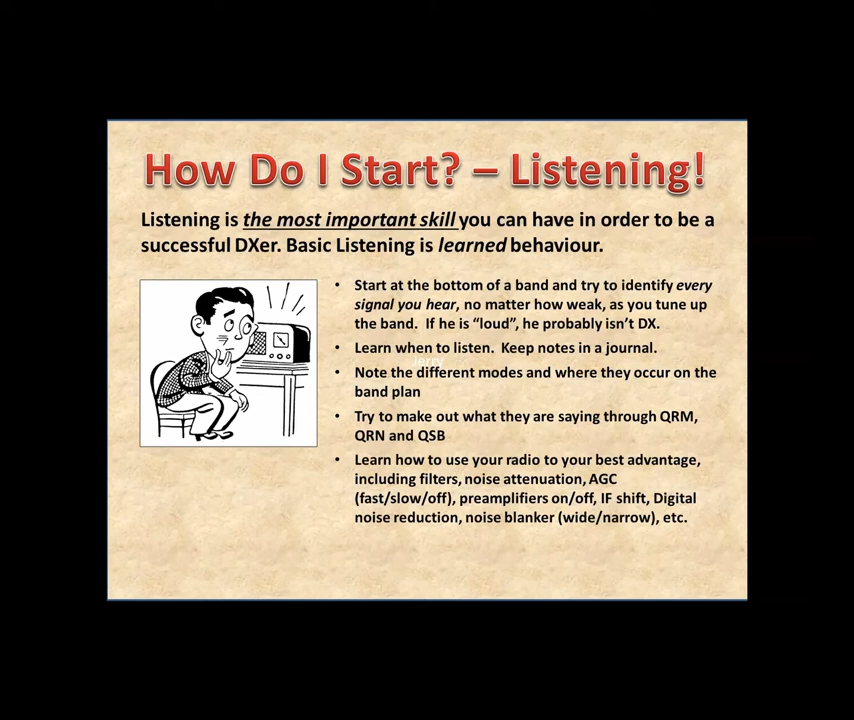 How Do I Start? – Listening!
Listening is the most important skill you can have in order to be a
successful DXer. Basic Listening is learned behaviour.
• Start at the bottom of a band and try to identify every
signal you hear, no matter how weak, as you tune up
the band. If he is “loud”, he probably isn’t DX.
• Learn when to listen. Keep notes in a journal.
Jerry
• Note the different modes and where they occur on the
band plan
• Try to make out what they are saying through QRM,
QRN and QSB
• Learn how to use your radio to your best advantage,
including filters, noise attenuation, AGC
(fast/slow/off), preamplifiers on/off, IF shift, Digital
noise reduction, noise blanker (wide/narrow), etc.